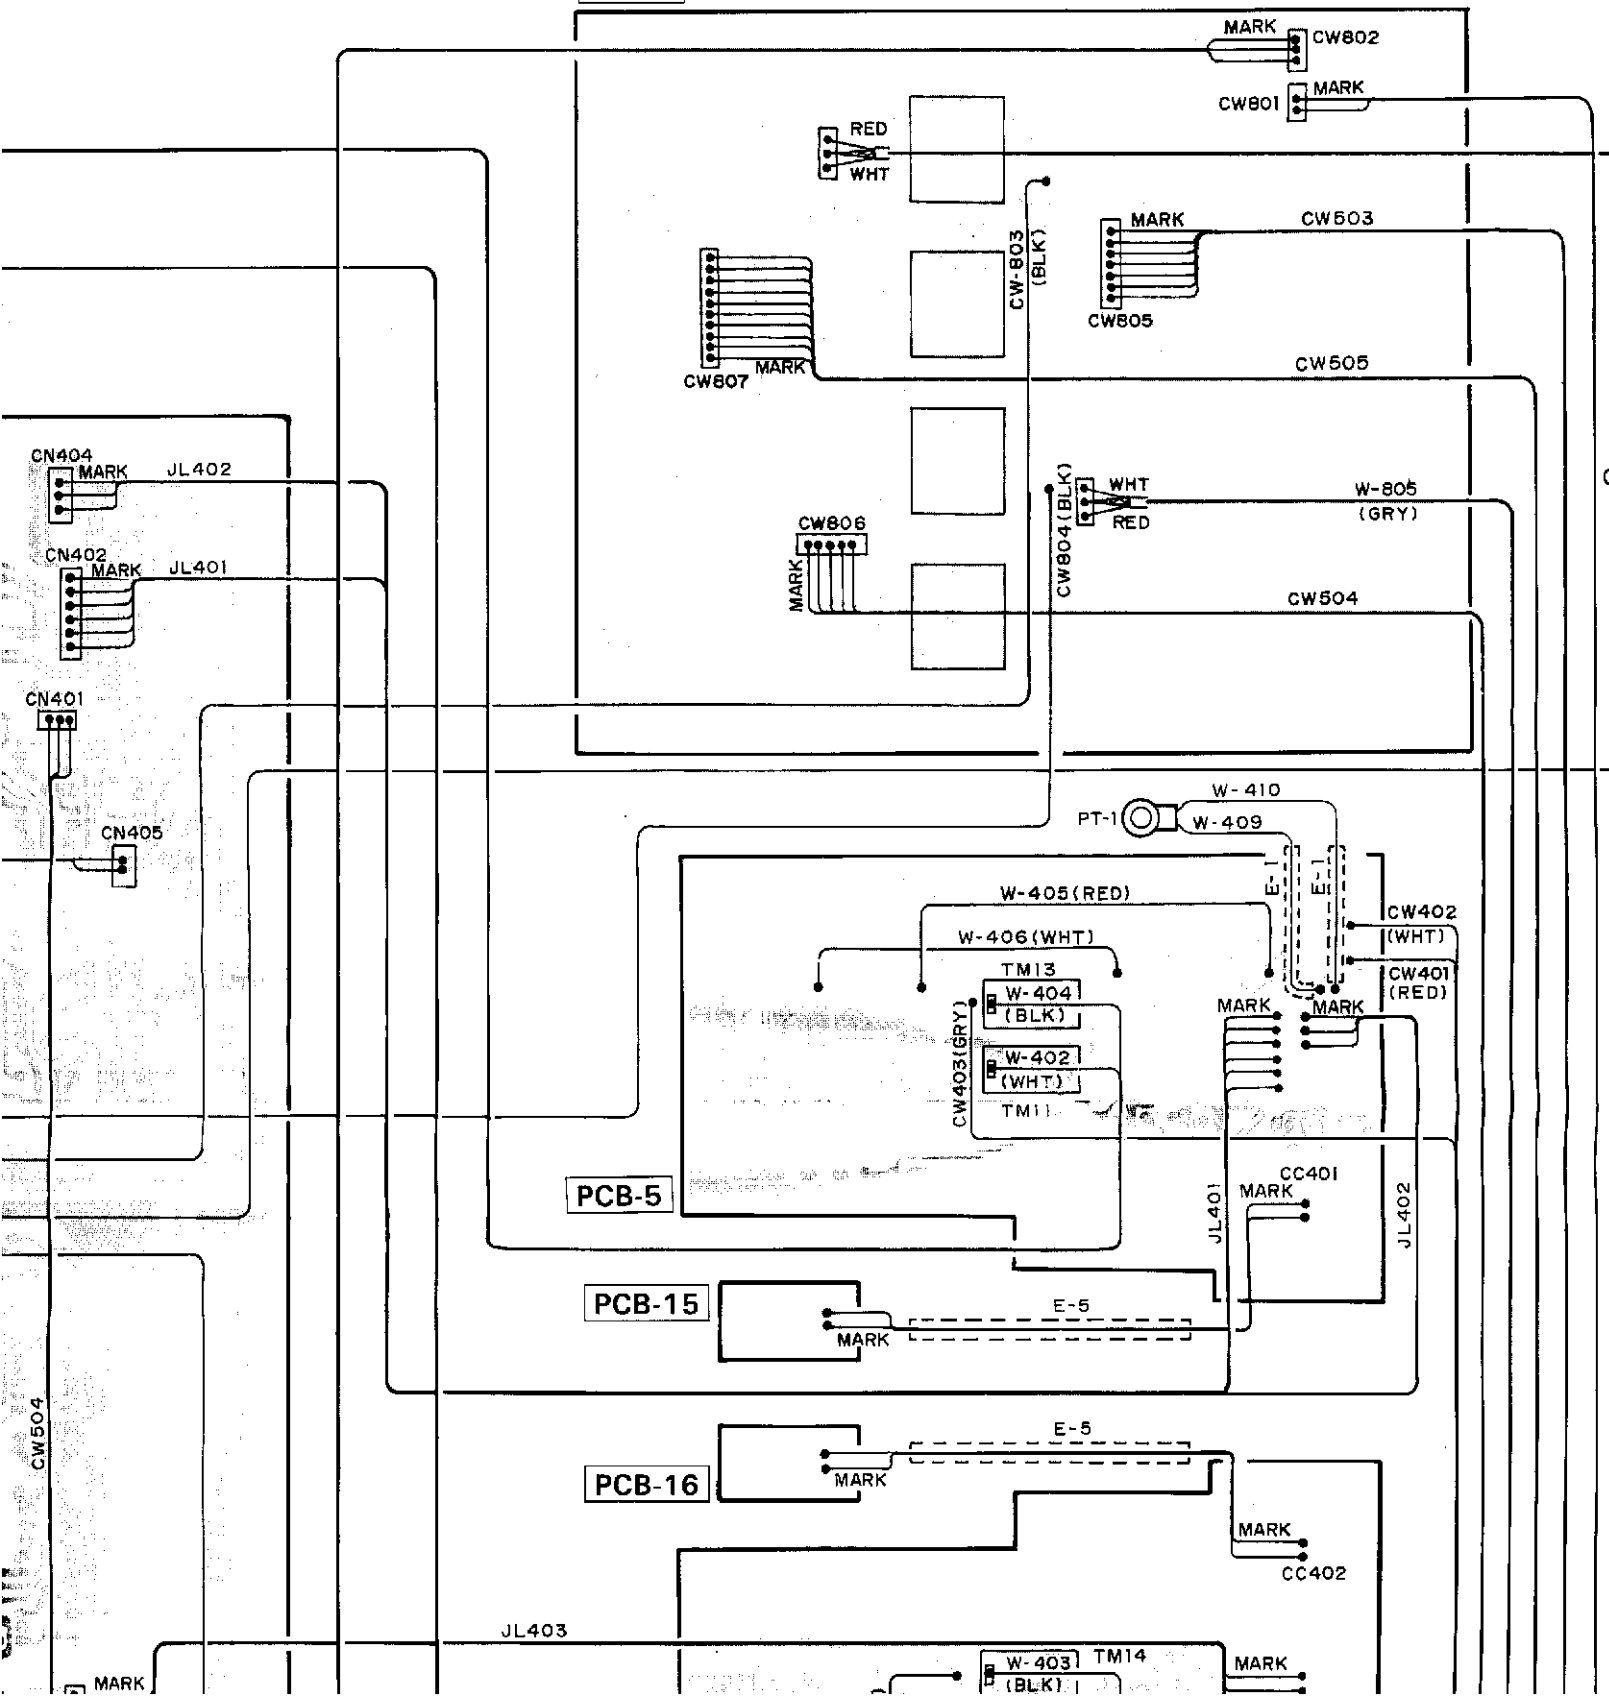 MARK
CW802
MARK
CW801
RED
WHT
MARK
CW503
CW-803
(BLK)
CW805
MARK
CW807
CW505
CN404
MARK
JL402
WHT
RED
W-805
(GRY)
CW804(BLK)
CW806
MARK
CN402
MARK
JL401
CW504
CN401
W-410
PT-1
W-409
CN405
E-1
E-1
W-405(RED)
CW402
(WHT)
W-406(WHT)
TM13
W-404
(BLK)
CW401
(RED)
MARK
MARK
CW403(GRY)
W-402
(WHT)
TM11
CC401
MARK
PCB-5
JL401
JL402
PCB-15
E-5
MARK
CW504
E-5
PCB-16
MARK
MARK
CC402
JL403
W-403
(BLK)
TM14
MARK
MARK